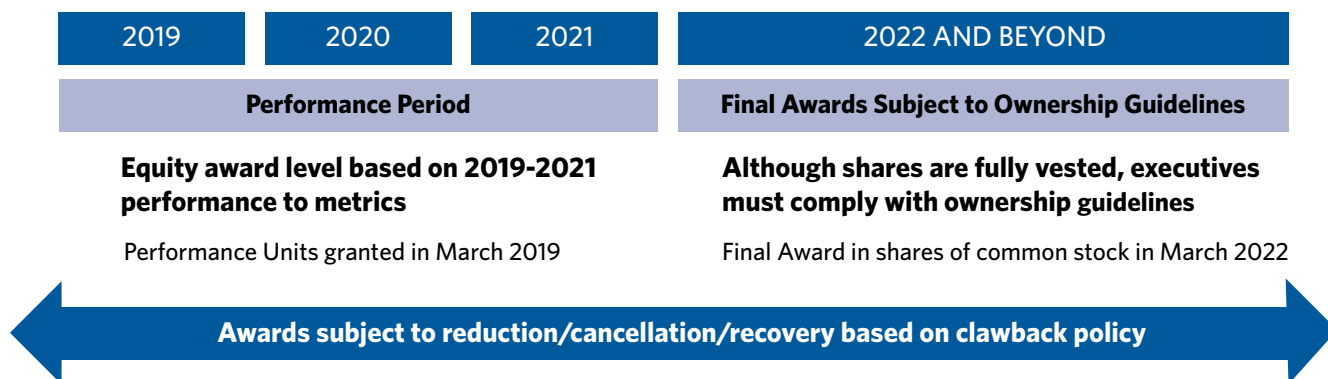 2019 2020 2021 2022 AND BEYOND
Performance Period Final Awards Subject to Ownership Guidelines
Equity award level based on 2019-2021
performance to metrics
Performance Units granted in March 2019
Although shares are fully vested, executives
must comply with ownership guidelines
Final Award in shares of common stock in March 2022
Awards subject to reduction/cancellation/recovery based on clawback policy